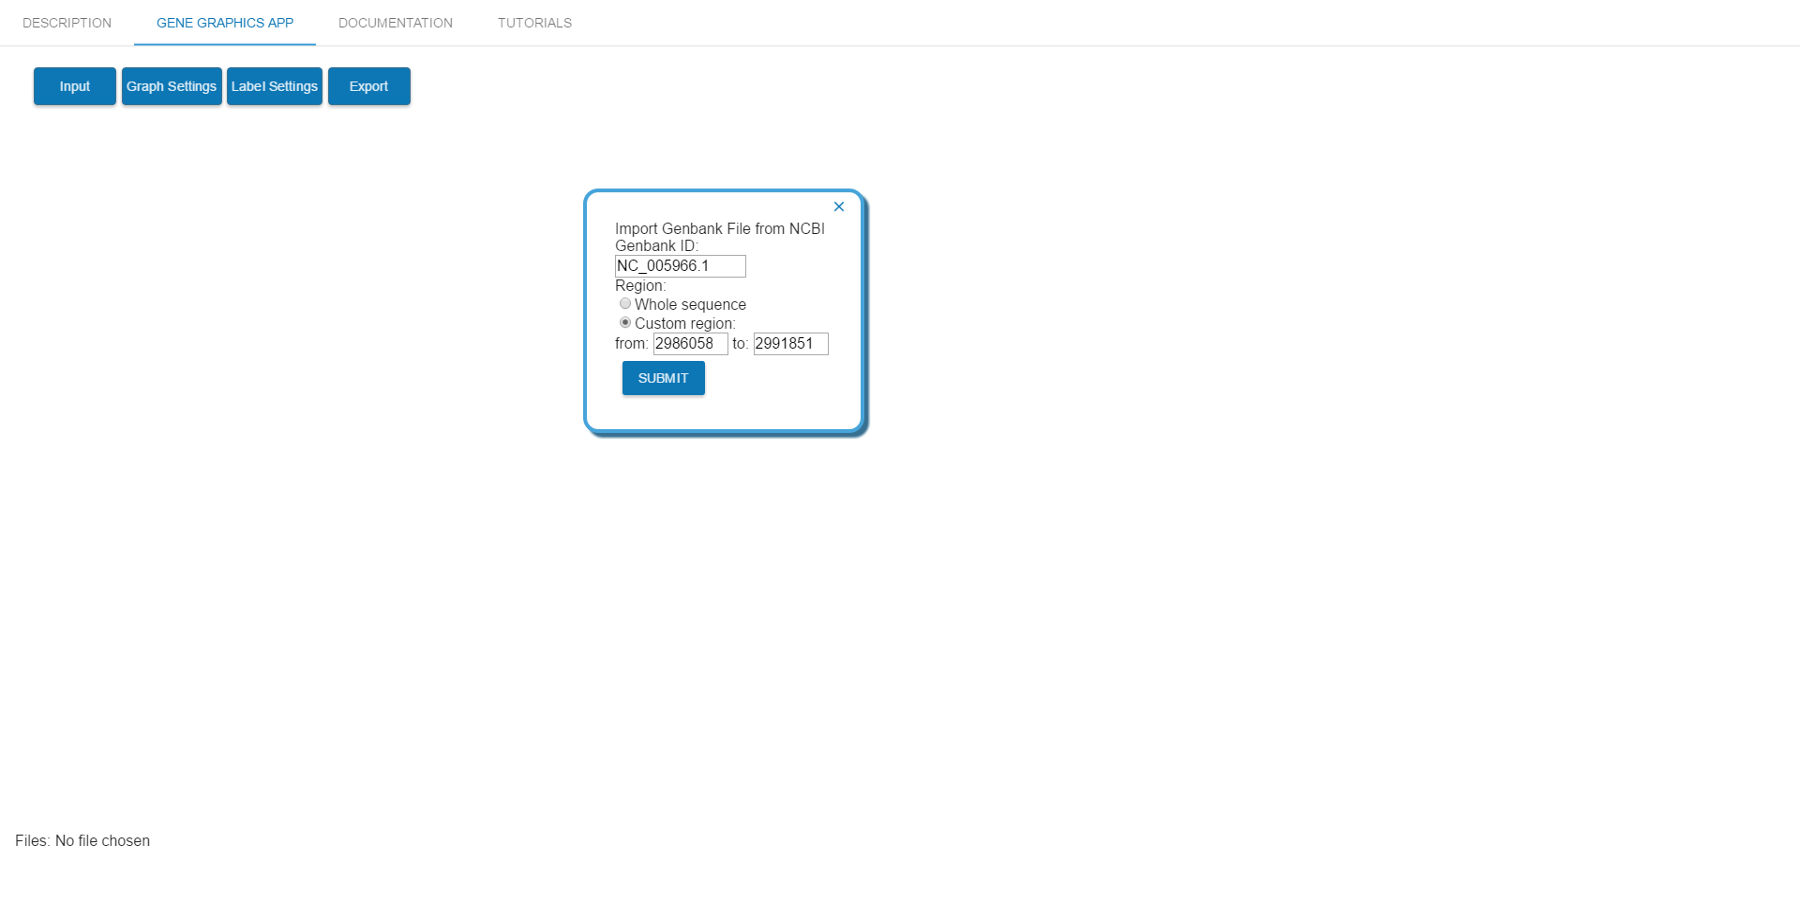 DESCRIPTION GENE GRAPHICS APP DOCUMENTATION TUTORIALS
Input Graph Settings Label Settings Export
×
Import Genbank File from NCBI
Genbank ID:
NC_005966.1
Region:
Whole sequence
Custom region:
from: 2986058 to: 2991851
SUBMIT
Files: No file chosen